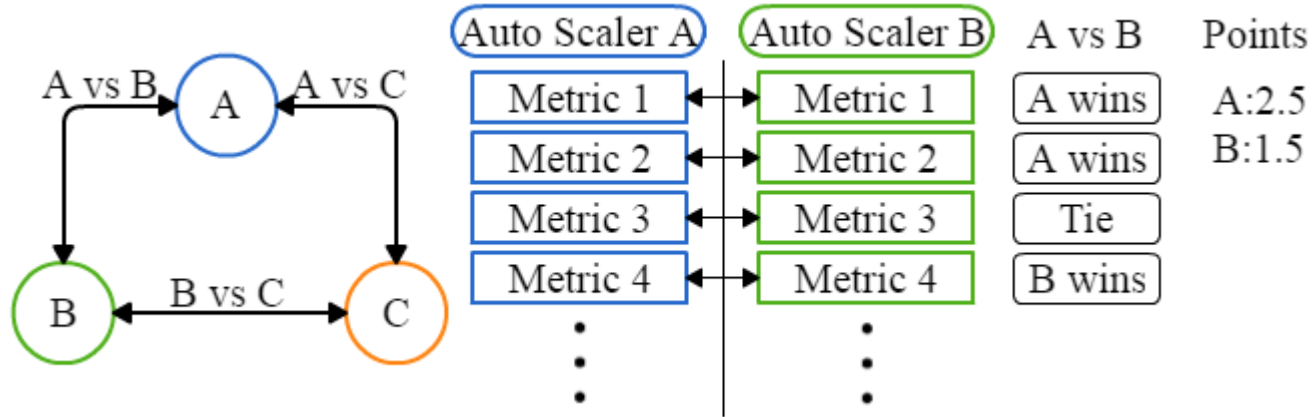 A vs B
A vs C
A
B
B vs C
C
Auto Scaler A
Auto Scaler B
A vs B
Points
Metric 1
Metric 1
A wins
A:2.5
Metric 2
Metric 2
A wins
B:1.5
Metric 3
Metric 3
Tie
Metric 4
Metric 4
B wins